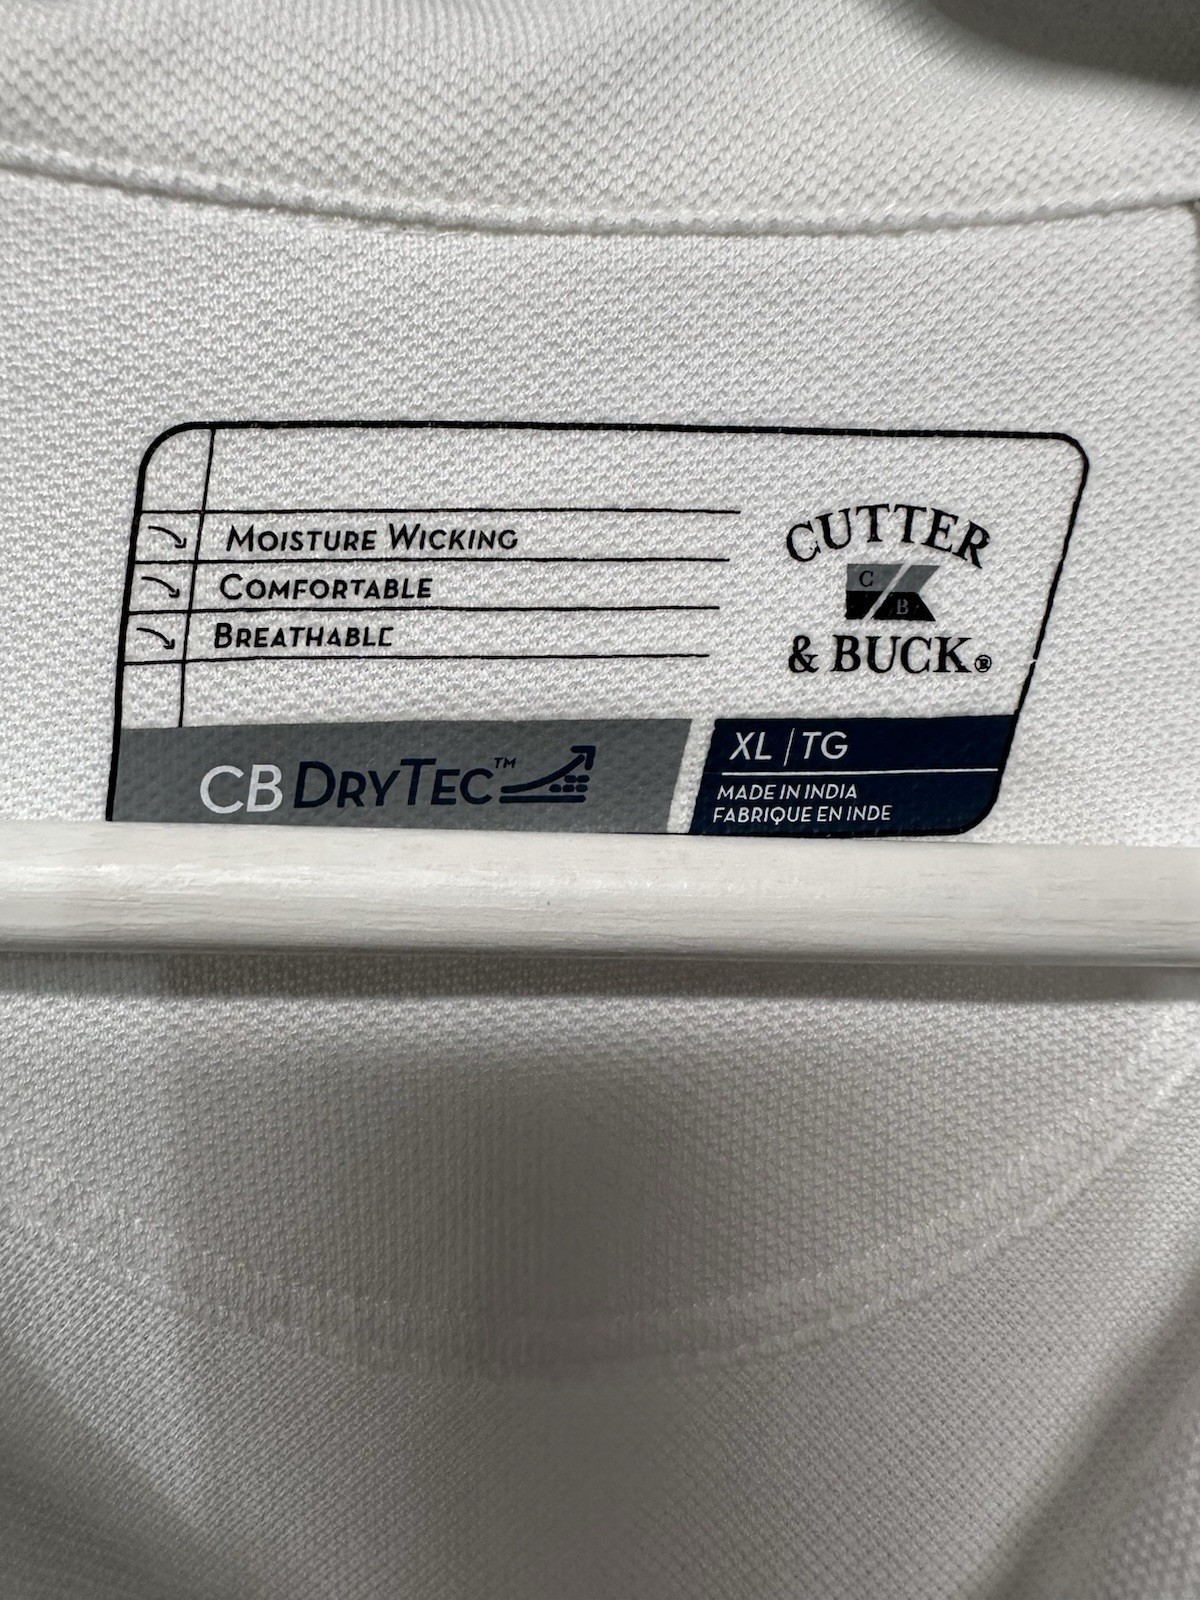 MOISTURE WICKING
COMFORTABLE
BREATHABLE
CUTTER
C
B
& BUCK®
CB DRYTEC™
XL | TG
MADE IN INDIA
FABRIQUE EN INDE